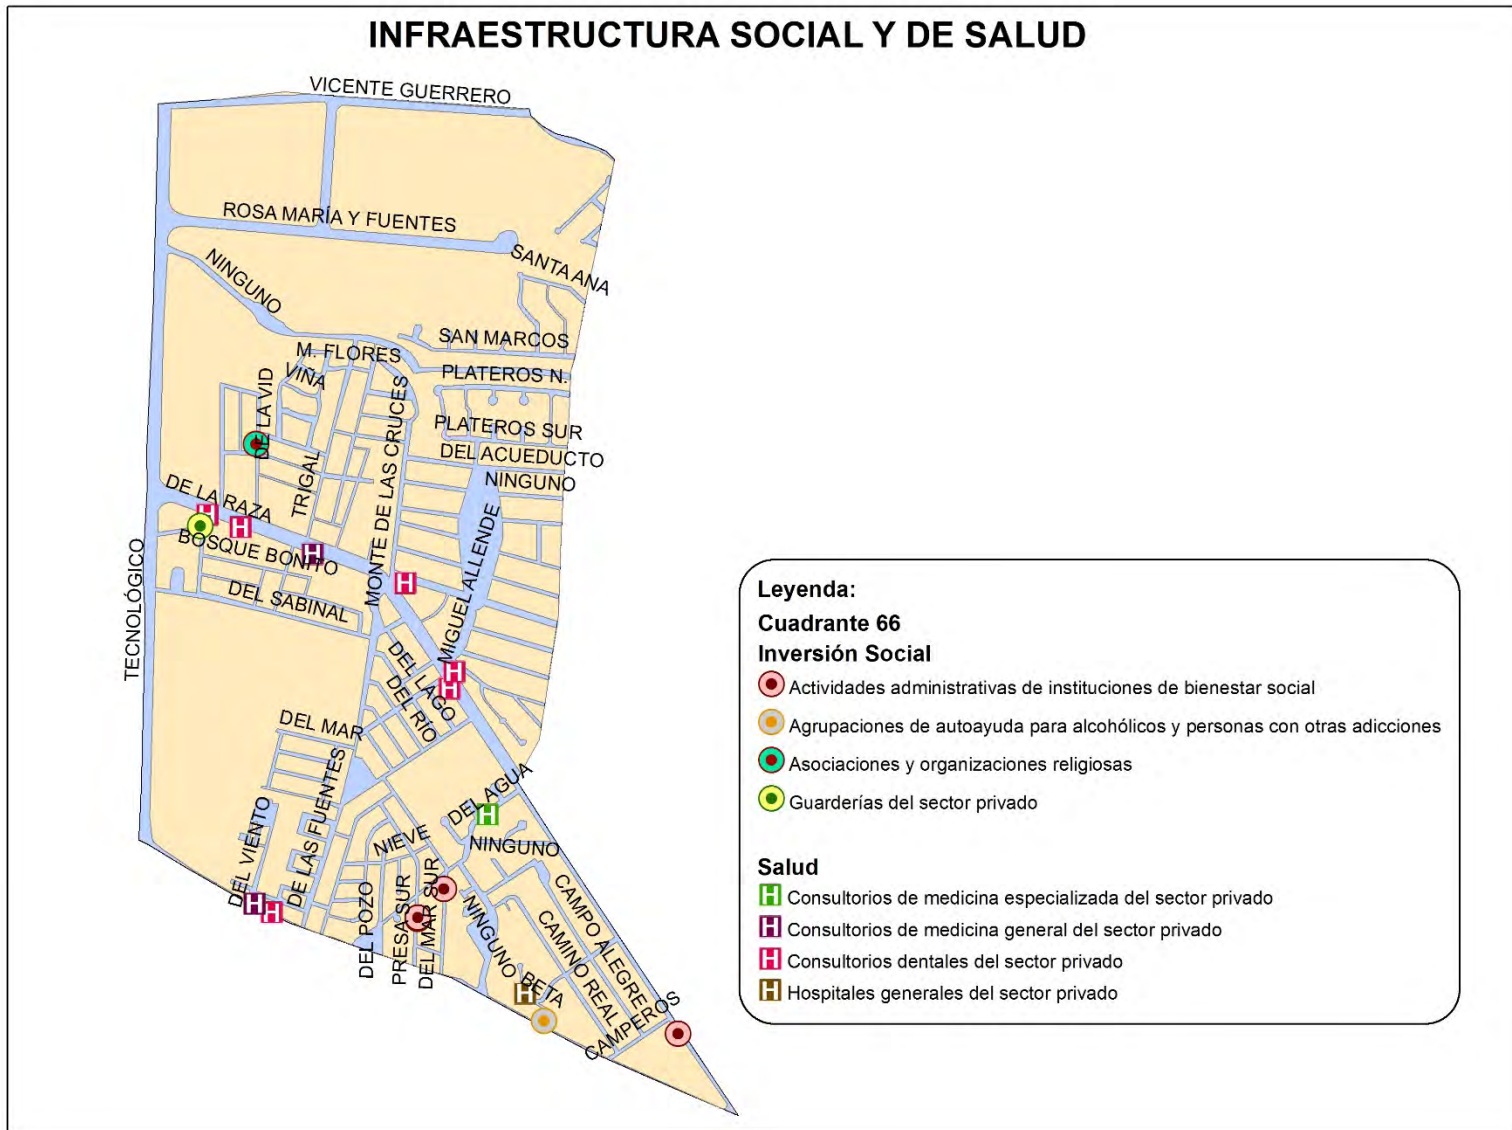 INFRAESTRUCTURA SOCIAL Y DE SALUD
VICENTE GUERRERO
ROSA MARÍA Y FUENTES
NINGUNO
SANTA ANA
SAN MARCOS
M. FLORES
VIÑA
PLATEROS N.
DE LA VID
MONTE DE LAS CRUCES
PLATEROS SUR
DEL ACUEDUCTO
NINGUNO
TRIGAL
DE LA RAZA
BOSQUE BONITO
MIGUEL ALLENDE
TECNOLÓGICO
DEL SABINAL
DEL LAGO
DEL RÍO
DEL MAR
DE LAS FUENTES
DEL VIENTO
DEL AGUA
NIEVE
NINGUNO
DEL POZO
PRESA SUR
DEL MAR SUR
NINGUNO
CAMPO ALEGRE
CAMINO REAL
BETA
CAMPEROS
Leyenda:
Cuadrante 66
Inversión Social
Actividades administrativas de instituciones de bienestar social
Agrupaciones de autoayuda para alcohólicos y personas con otras adicciones
Asociaciones y organizaciones religiosas
Guarderías del sector privado
Salud
H Consultorios de medicina especializada del sector privado
H Consultorios de medicina general del sector privado
H Consultorios dentales del sector privado
H Hospitales generales del sector privado